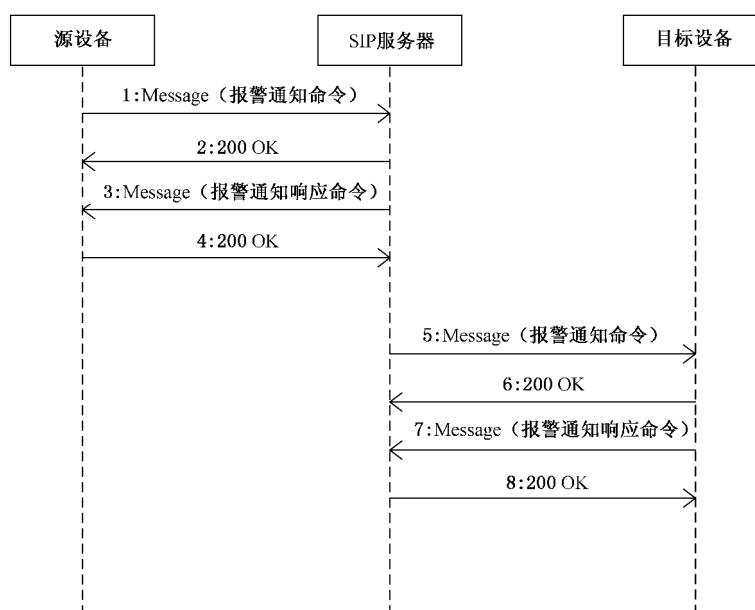 源设备
SIP服务器
目标设备
1:Message（报警通知命令）
2:200 OK
3:Message（报警通知响应命令）
4:200 OK
5:Message（报警通知命令）
6:200 OK
7:Message（报警通知响应命令）
8:200 OK